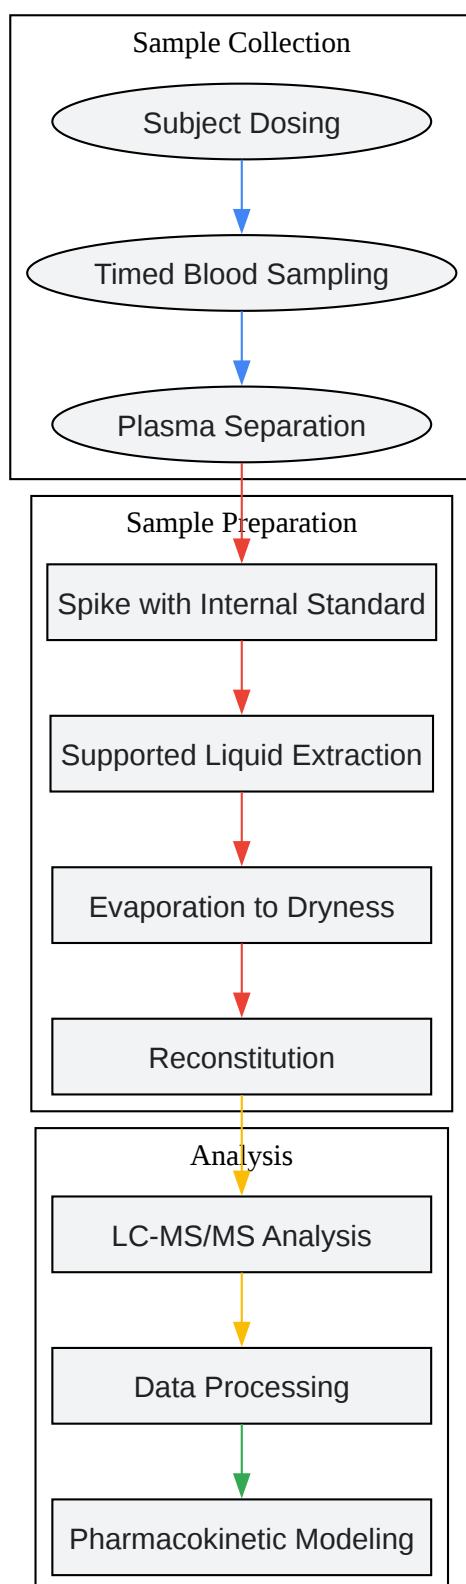 Sample Collection
Subject Dosing
Timed Blood Sampling
Plasma Separation
Sample Preparation
Spike with Internal Standard
Supported Liquid Extraction
Evaporation to Dryness
Reconstitution
Analysis
LC-MS/MS Analysis
Data Processing
Pharmacokinetic Modeling